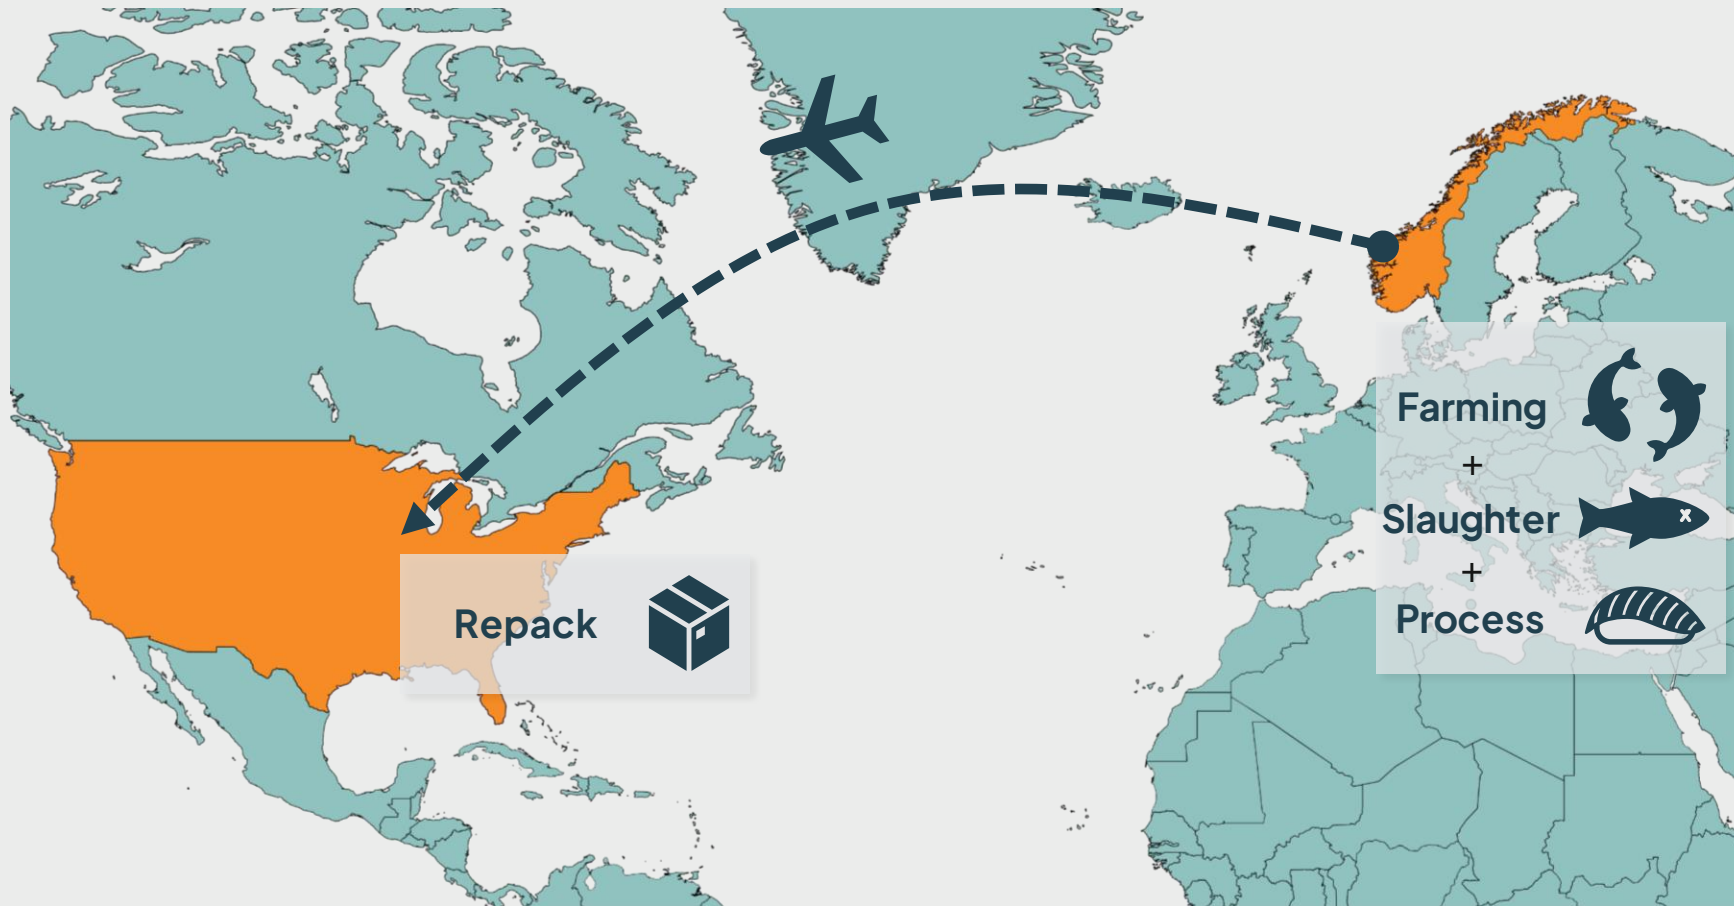 Farming
+
Slaughter
+
Process
Repack